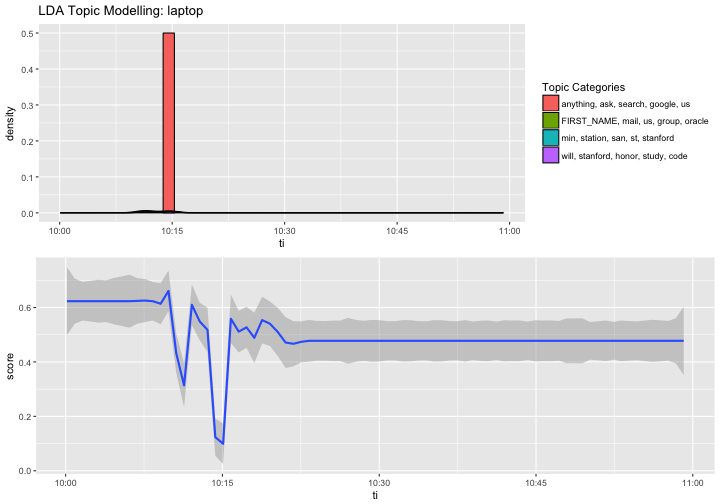 LDA Topic Modelling: laptop
0.5
0.4
0.3
0.2
0.1
0.0
density
10:00 10:15 10:30 10:45 11:00
ti
Topic Categories
anything, ask, search, google, us
FIRST_NAME, mail, us, group, oracle
min, station, san, st, stanford
will, stanford, honor, study, code
0.6
0.4
0.2
0.0
score
10:00 10:15 10:30 10:45 11:00
ti